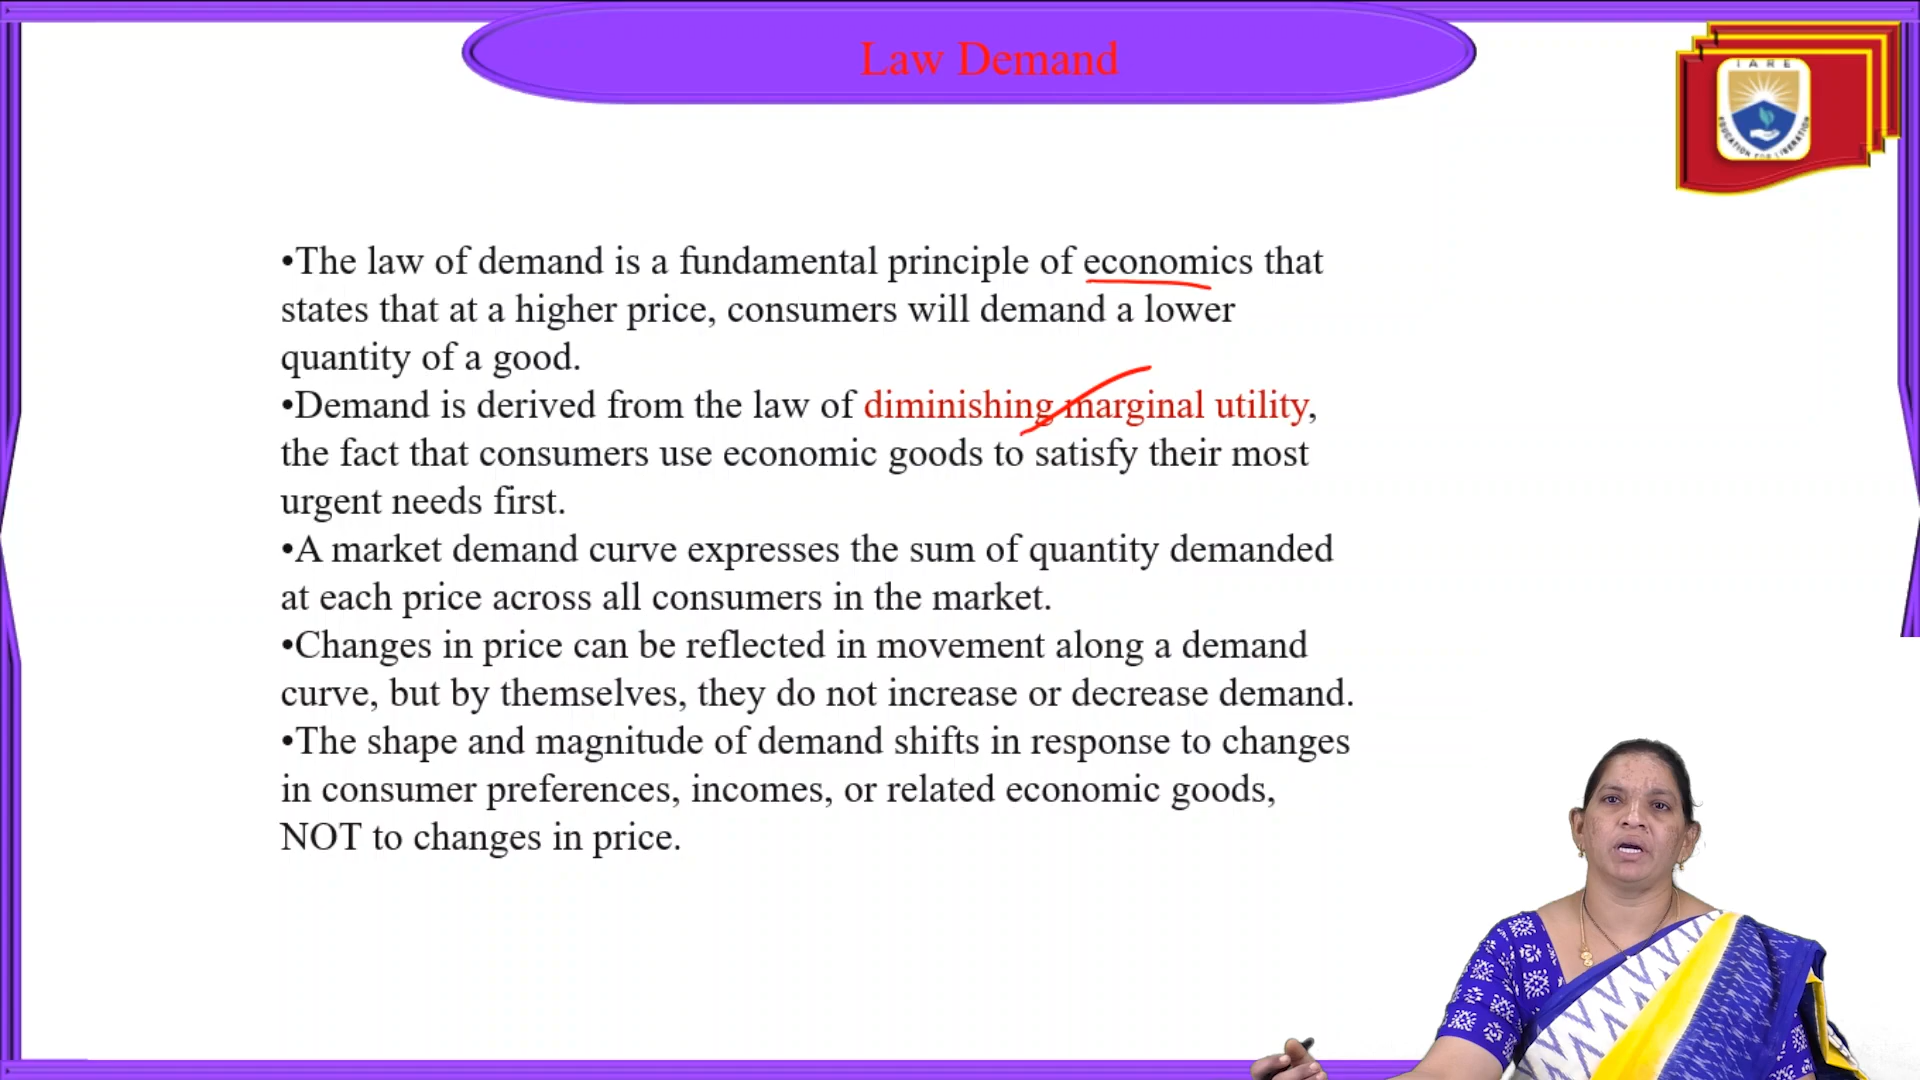 Law Demand
IARE
EDUCATION FOR LIBERATION
•The law of demand is a fundamental principle of economics that
states that at a higher price, consumers will demand a lower
quantity of a good.
•Demand is derived from the law of diminishing marginal utility,
the fact that consumers use economic goods to satisfy their most
urgent needs first.
•A market demand curve expresses the sum of quantity demanded
at each price across all consumers in the market.
•Changes in price can be reflected in movement along a demand
curve, but by themselves, they do not increase or decrease demand.
•The shape and magnitude of demand shifts in response to changes
in consumer preferences, incomes, or related economic goods,
NOT to changes in price.